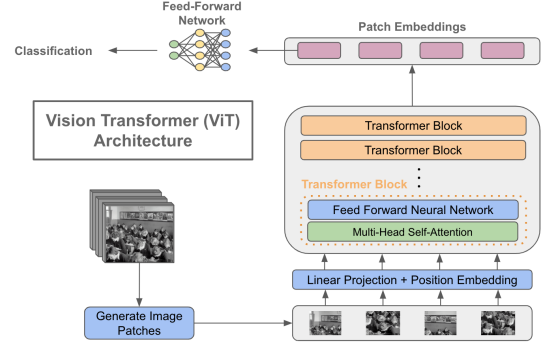 Feed-Forward
Network
Classification
Patch Embeddings
Vision Transformer (ViT)
Architecture
Transformer Block
Transformer Block
Transformer Block
Feed Forward Neural Network
Multi-Head Self-Attention
Linear Projection + Position Embedding
Generate Image
Patches